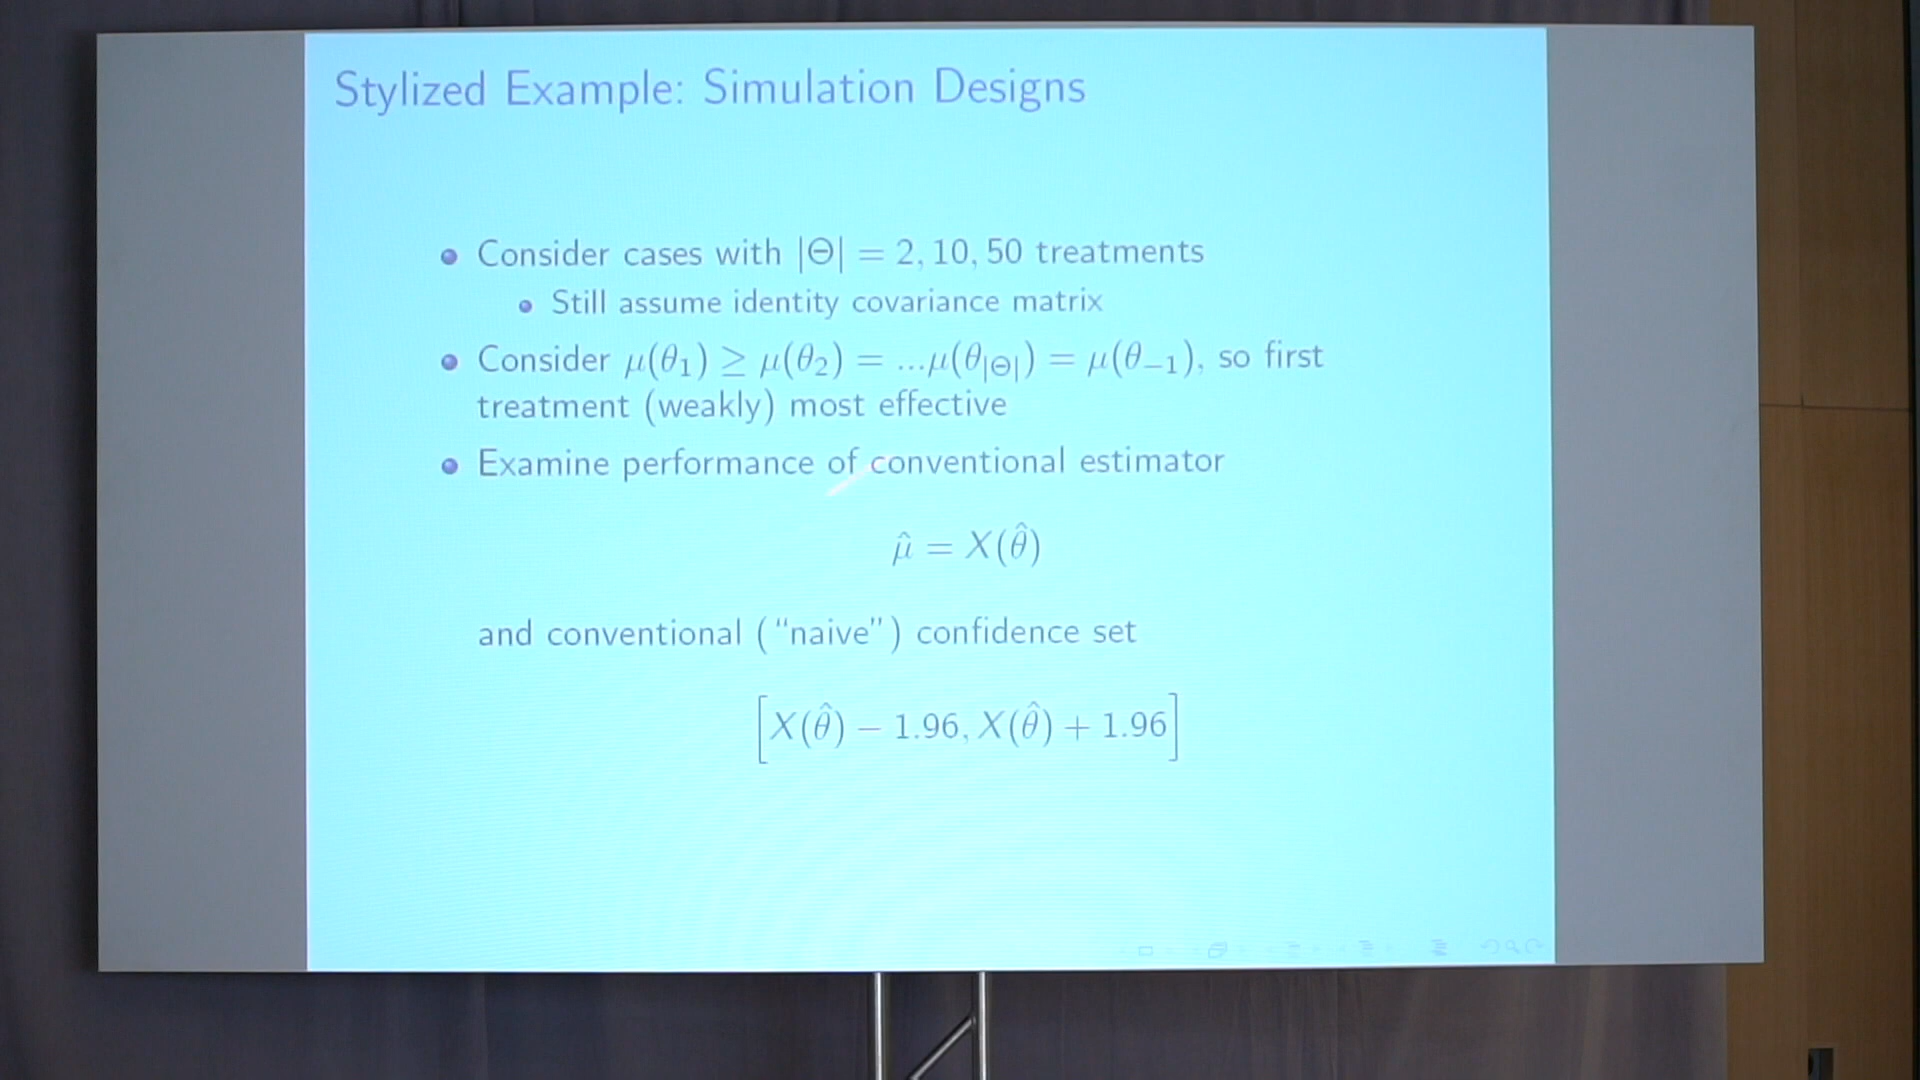 Stylized Example: Simulation Designs
Consider cases with |Θ| = 2, 10, 50 treatments
Still assume identity covariance matrix
Consider μ(θ₁) ≥ μ(θ₂) = ...μ(θ_{|Θ|}) = μ(θ₋₁), so first
treatment (weakly) most effective
Examine performance of conventional estimator
μ̂ = X(θ̂)
and conventional ("naive") confidence set
[X(θ̂) − 1.96, X(θ̂) + 1.96]